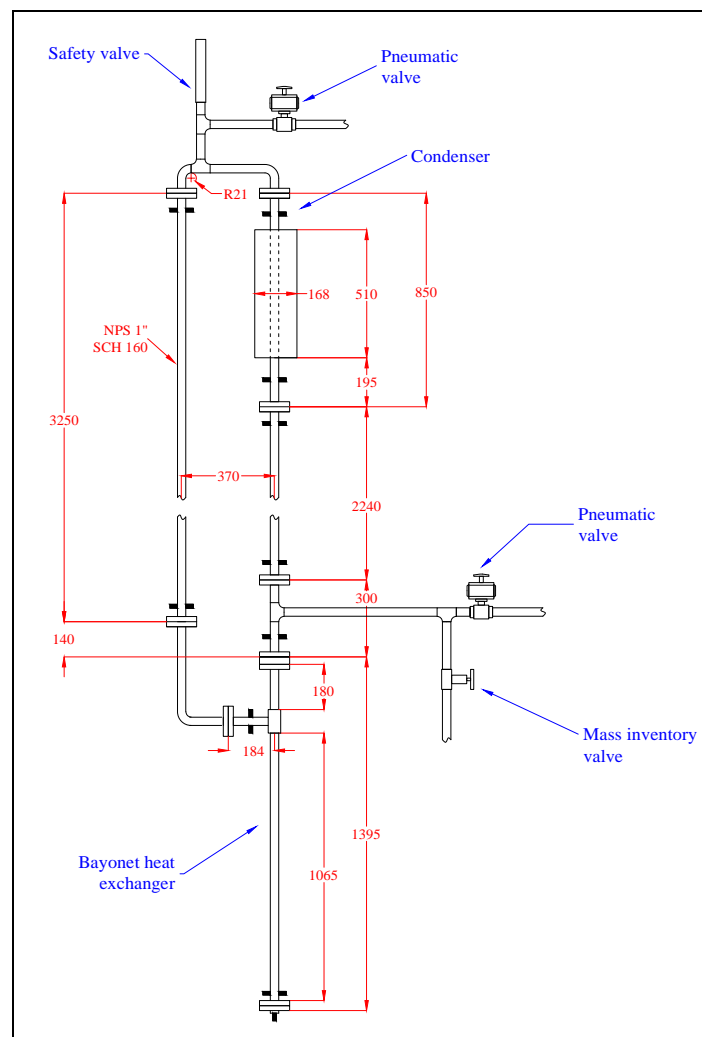 Safety valve
Pneumatic
valve
Condenser
R21
168
510
850
NPS 1"
SCH 160
195
3250
370
2240
Pneumatic
valve
300
140
180
184
Mass inventory
valve
1395
Bayonet heat
exchanger
1065